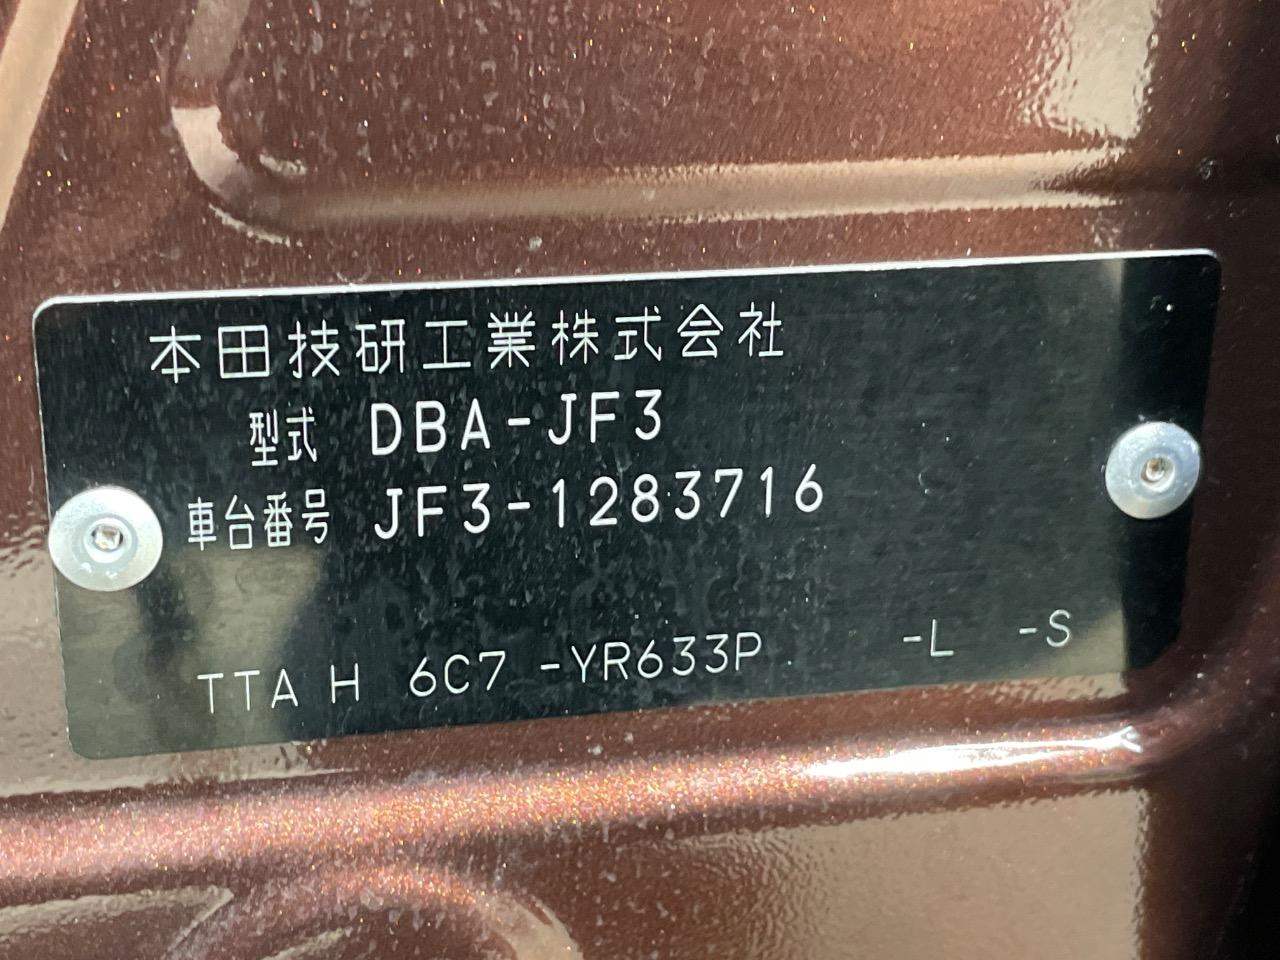 本田技研工業株式会社
型式 DBA-JF3
車台番号 JF3-1283716
TTA H 6C7 -YR633P -L -S